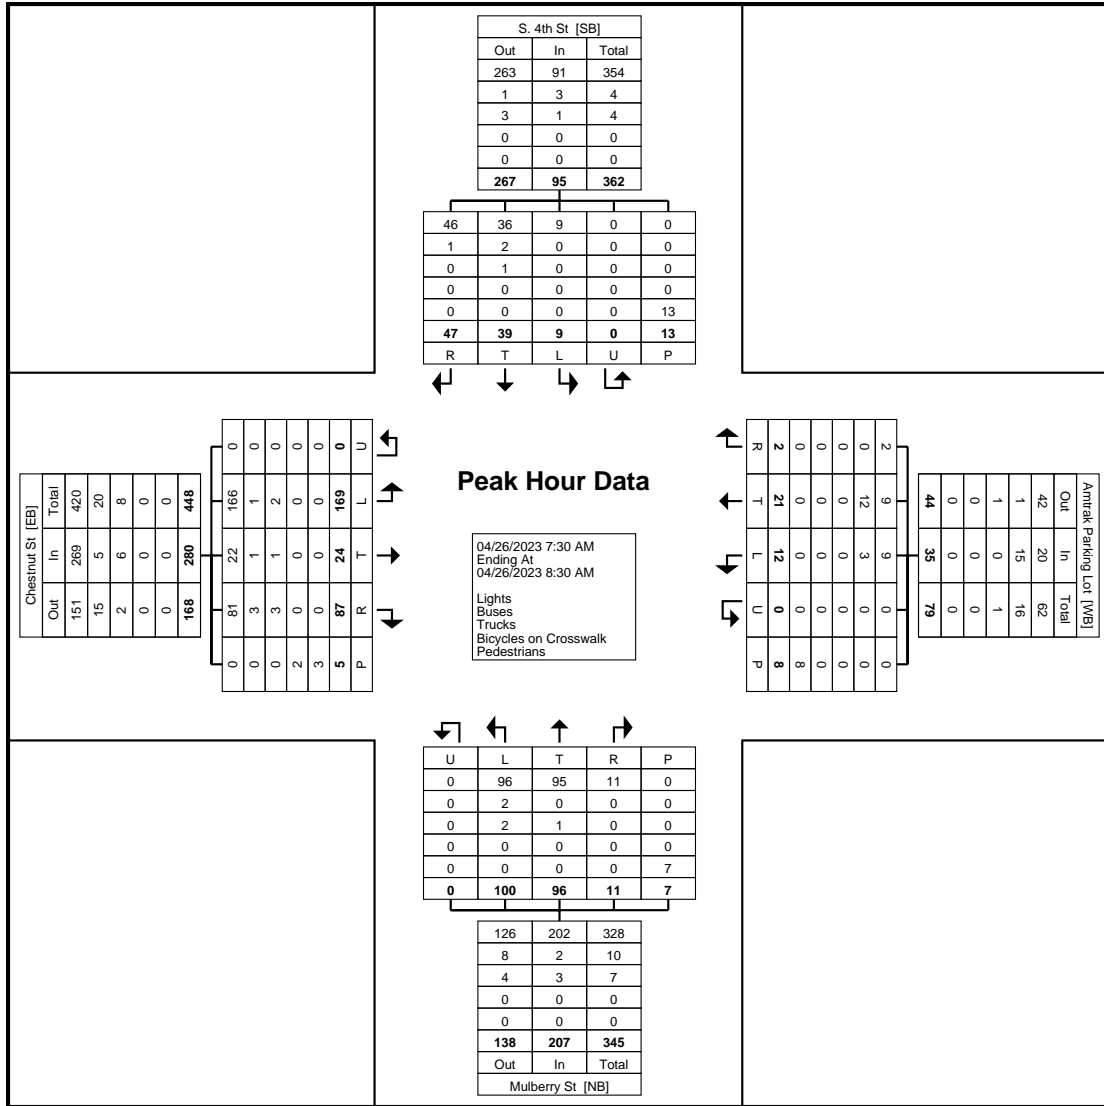 S. 4th St [SB]
Out In Total
263 91 354
1 3 4
3 1 4
0 0 0
0 0 0
267 95 362
46 36 9 0 0
1 2 0 0 0
0 1 0 0 0
0 0 0 0 0
0 0 0 0 13
47 39 9 0 13
R T L U P
Chestnut St [EB]
Total In Out
420 269 151
20 5 15
8 6 2
0 0 0
0 0 0
448 280 168
0 166 22 81 0
0 1 1 3 0
0 2 1 3 0
0 0 0 0 2
0 0 0 0 3
0 169 24 87 5
U L T R P
Peak Hour Data
04/26/2023 7:30 AM
Ending At
04/26/2023 8:30 AM
Lights
Buses
Trucks
Bicycles on Crosswalk
Pedestrians
Amtrak Parking Lot [WB]
Out In Total
42 20 62
1 15 16
1 0 1
0 0 0
0 0 0
44 35 79
2 9 9 0 0
0 12 3 0 0
0 0 0 0 0
0 0 0 0 0
0 0 0 0 8
2 21 12 0 8
R T L U P
U L T R P
0 96 95 11 0
0 2 0 0 0
0 2 1 0 0
0 0 0 0 0
0 0 0 0 7
0 100 96 11 7
126 202 328
8 2 10
4 3 7
0 0 0
0 0 0
138 207 345
Out In Total
Mulberry St [NB]